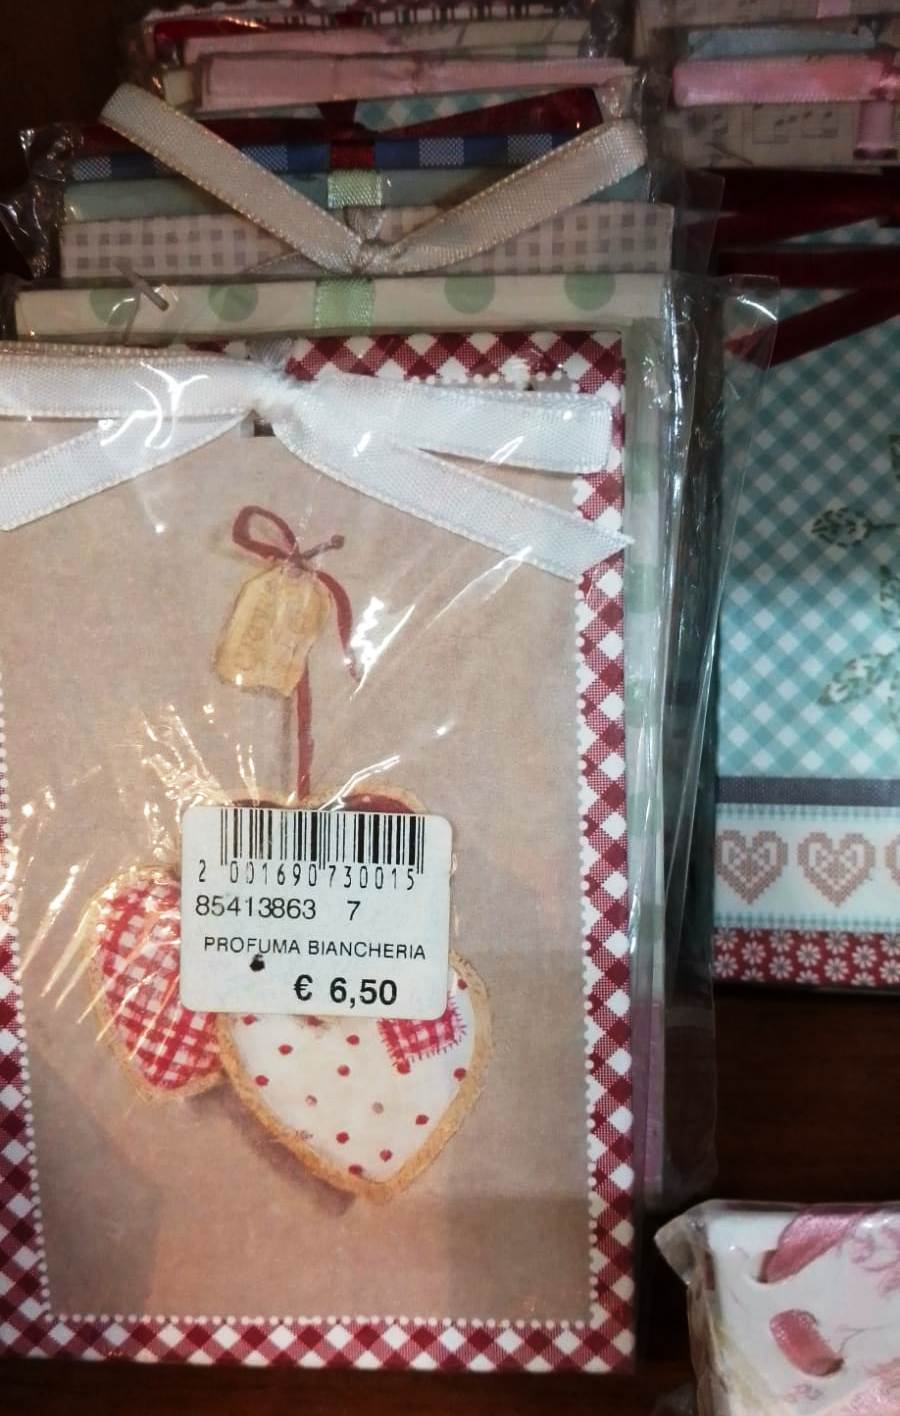 2 001690 730015
85413863 7
PROFUMA BIANCHERIA
€ 6,50